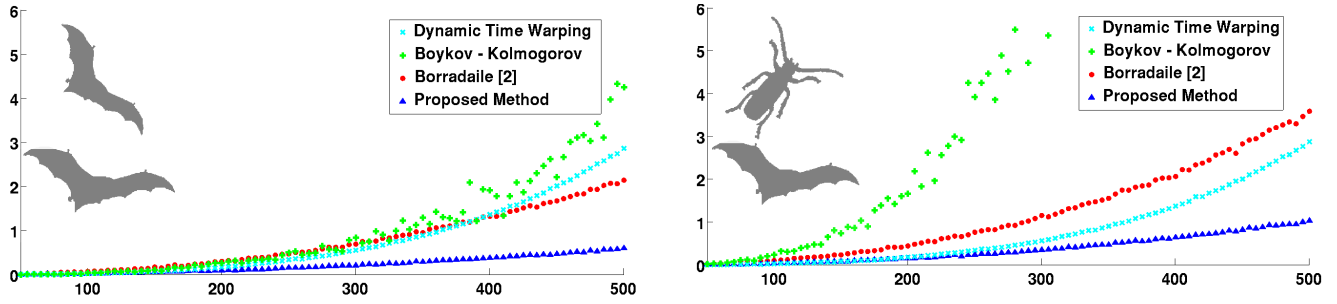 6
5
4
3
2
1
0
100 200 300 400 500
Dynamic Time Warping
Boykov - Kolmogorov
Borradaile [2]
Proposed Method
6
5
4
3
2
1
0
100 200 300 400 500
Dynamic Time Warping
Boykov - Kolmogorov
Borradaile [2]
Proposed Method